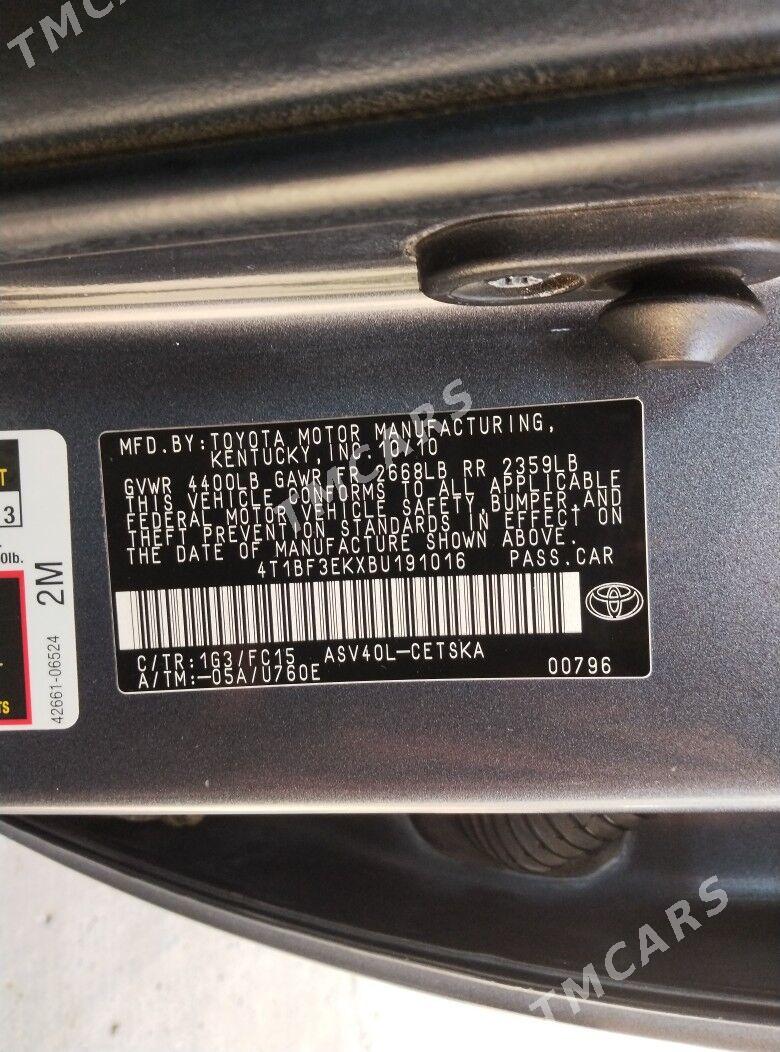 TMCARS
MFD.BY:TOYOTA MOTOR MANUFACTURING,
KENTUCKY,INC. /10
GVWR 4400LB GAWR FR 2668LB RR 2359LB
THIS VEHICLE CONFORMS TO ALL APPLICABLE
FEDERAL MOTOR VEHICLE SAFETY,BUMPER,AND
THEFT PREVENTION STANDARDS IN EFFECT ON
THE DATE OF MANUFACTURE SHOWN ABOVE.
4T1BF3EKXBU191016 PASS.CAR
C/TR:1G3/FC15 ASV40L-CETSKA
A/TM:-05A/U760E 00796
3
0lb.
2M
42661-06524
TS
TMCARS
TMCARS